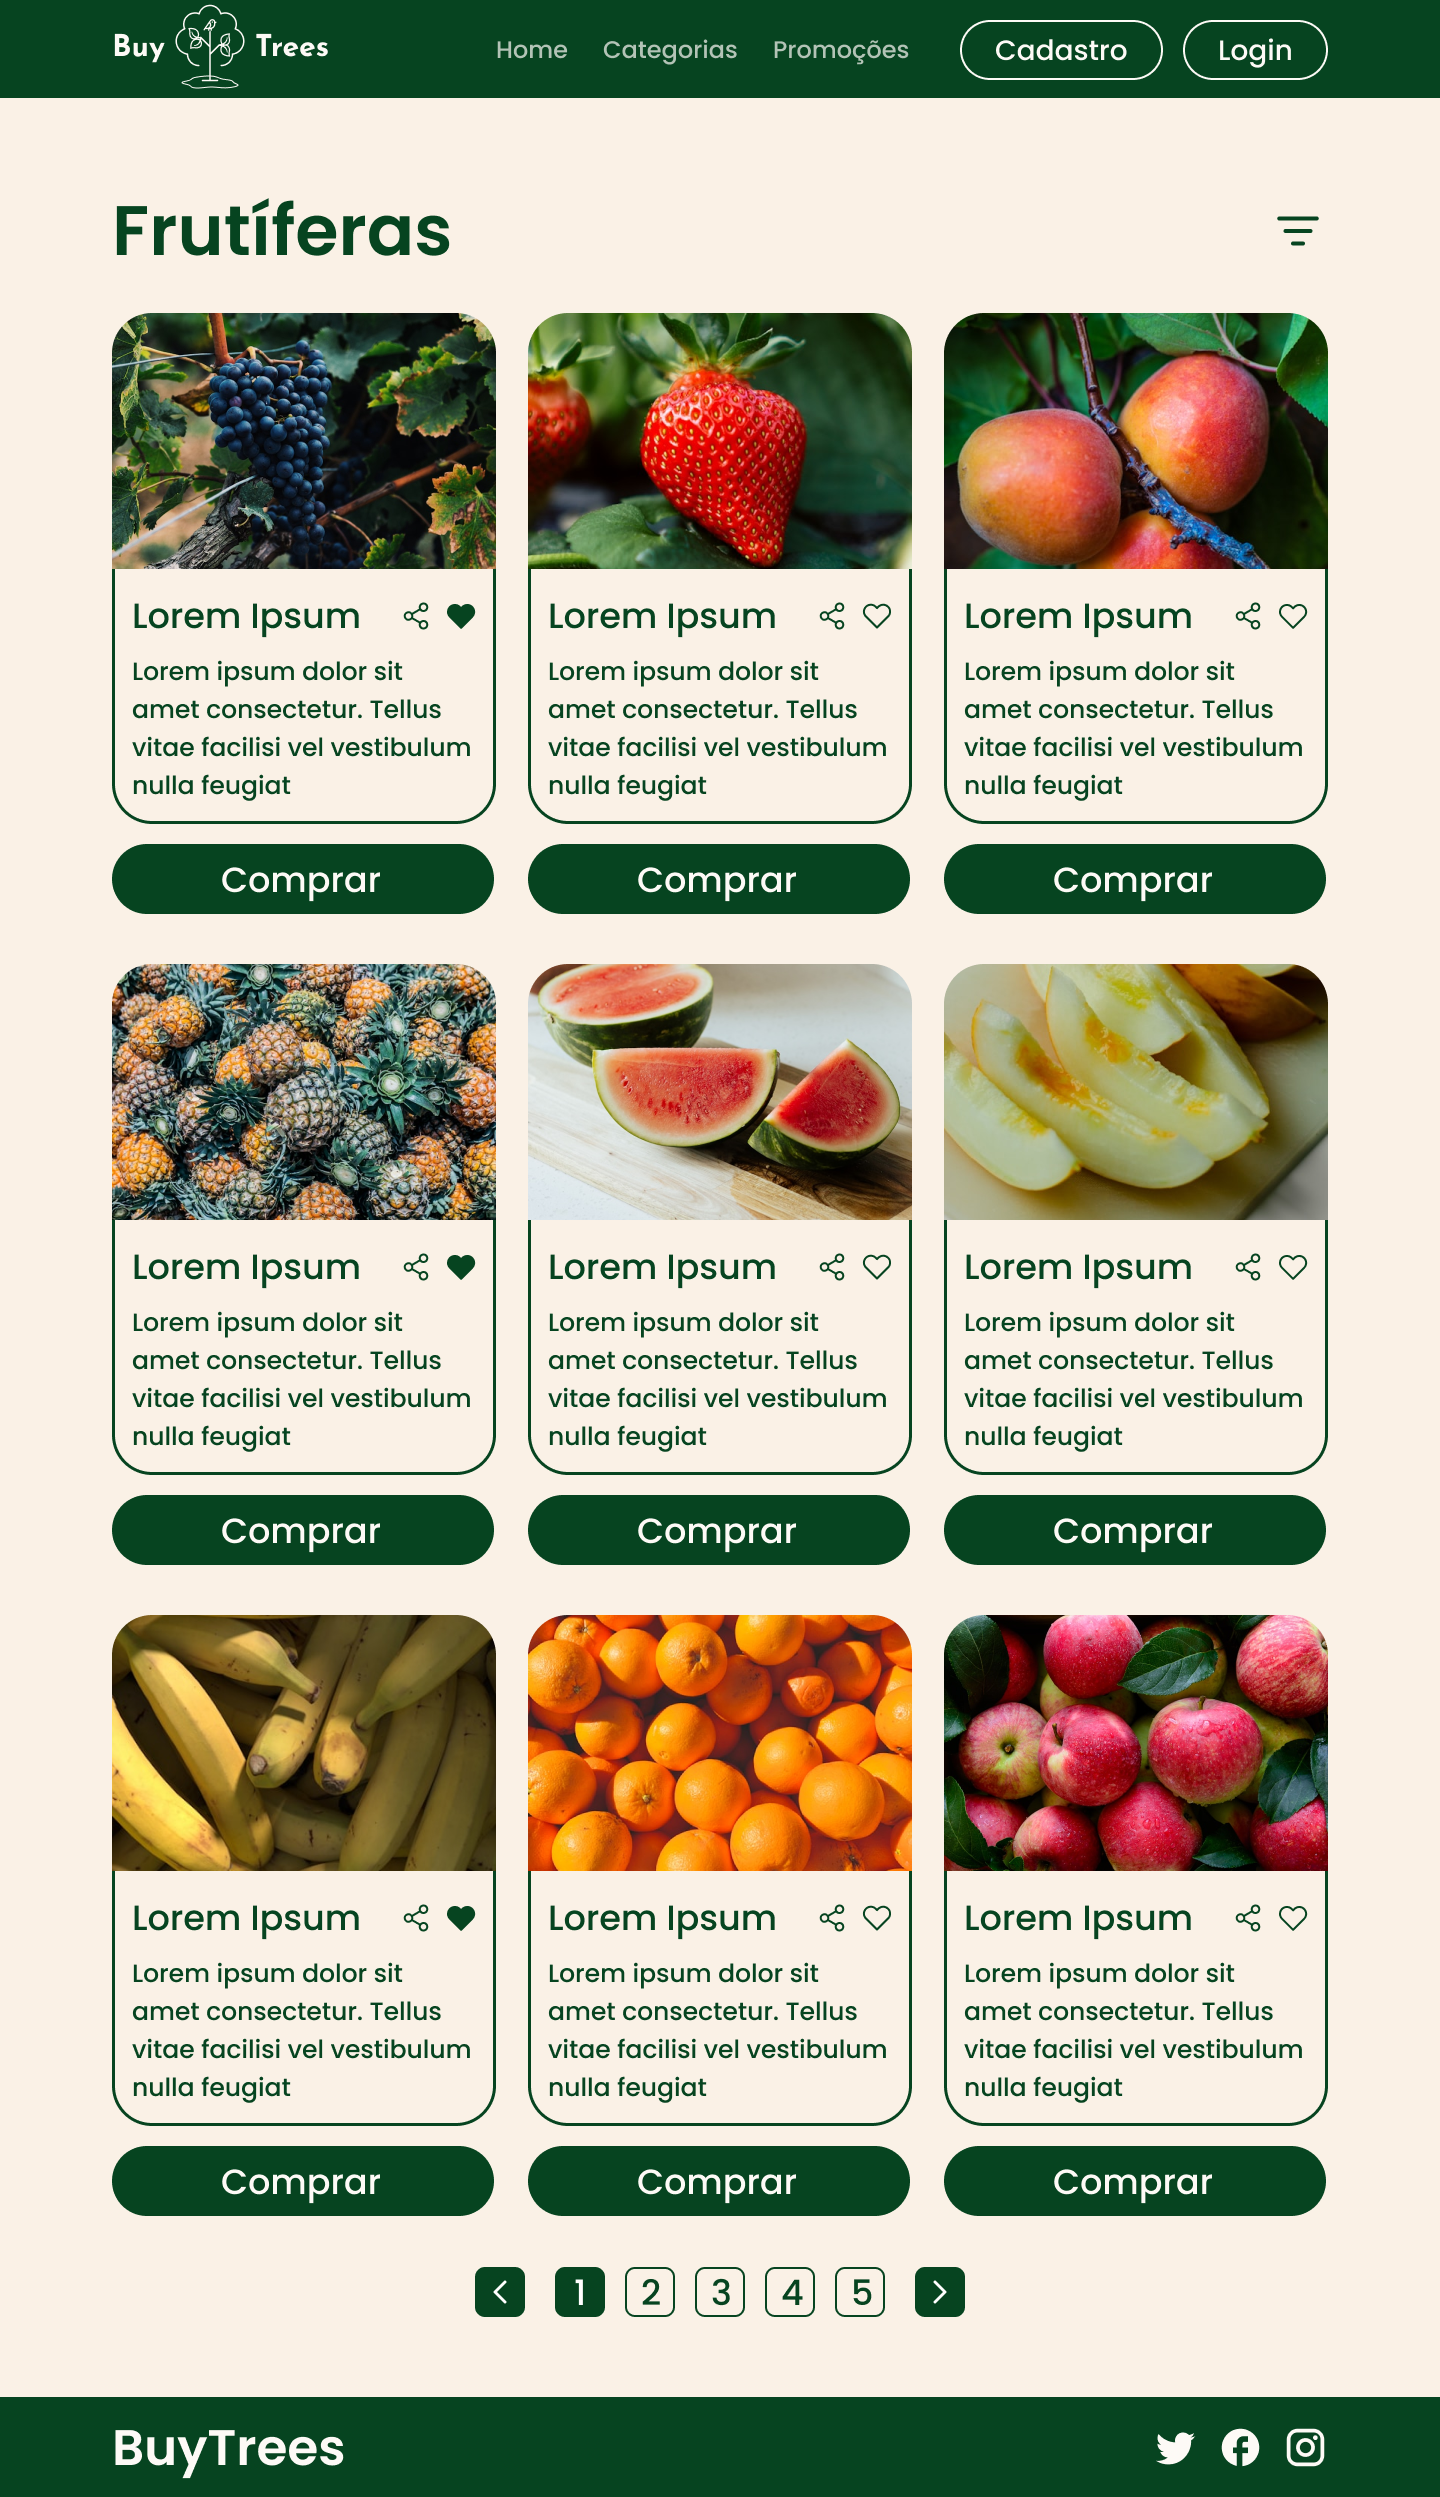 Buy Trees
Home Categorias Promoções Cadastro Login
Frutíferas
Lorem Ipsum
Lorem ipsum dolor sit
amet consectetur. Tellus
vitae facilisi vel vestibulum
nulla feugiat
Comprar
Lorem Ipsum
Lorem ipsum dolor sit
amet consectetur. Tellus
vitae facilisi vel vestibulum
nulla feugiat
Comprar
Lorem Ipsum
Lorem ipsum dolor sit
amet consectetur. Tellus
vitae facilisi vel vestibulum
nulla feugiat
Comprar
Lorem Ipsum
Lorem ipsum dolor sit
amet consectetur. Tellus
vitae facilisi vel vestibulum
nulla feugiat
Comprar
Lorem Ipsum
Lorem ipsum dolor sit
amet consectetur. Tellus
vitae facilisi vel vestibulum
nulla feugiat
Comprar
Lorem Ipsum
Lorem ipsum dolor sit
amet consectetur. Tellus
vitae facilisi vel vestibulum
nulla feugiat
Comprar
Lorem Ipsum
Lorem ipsum dolor sit
amet consectetur. Tellus
vitae facilisi vel vestibulum
nulla feugiat
Comprar
Lorem Ipsum
Lorem ipsum dolor sit
amet consectetur. Tellus
vitae facilisi vel vestibulum
nulla feugiat
Comprar
Lorem Ipsum
Lorem ipsum dolor sit
amet consectetur. Tellus
vitae facilisi vel vestibulum
nulla feugiat
Comprar
1 2 3 4 5
BuyTrees